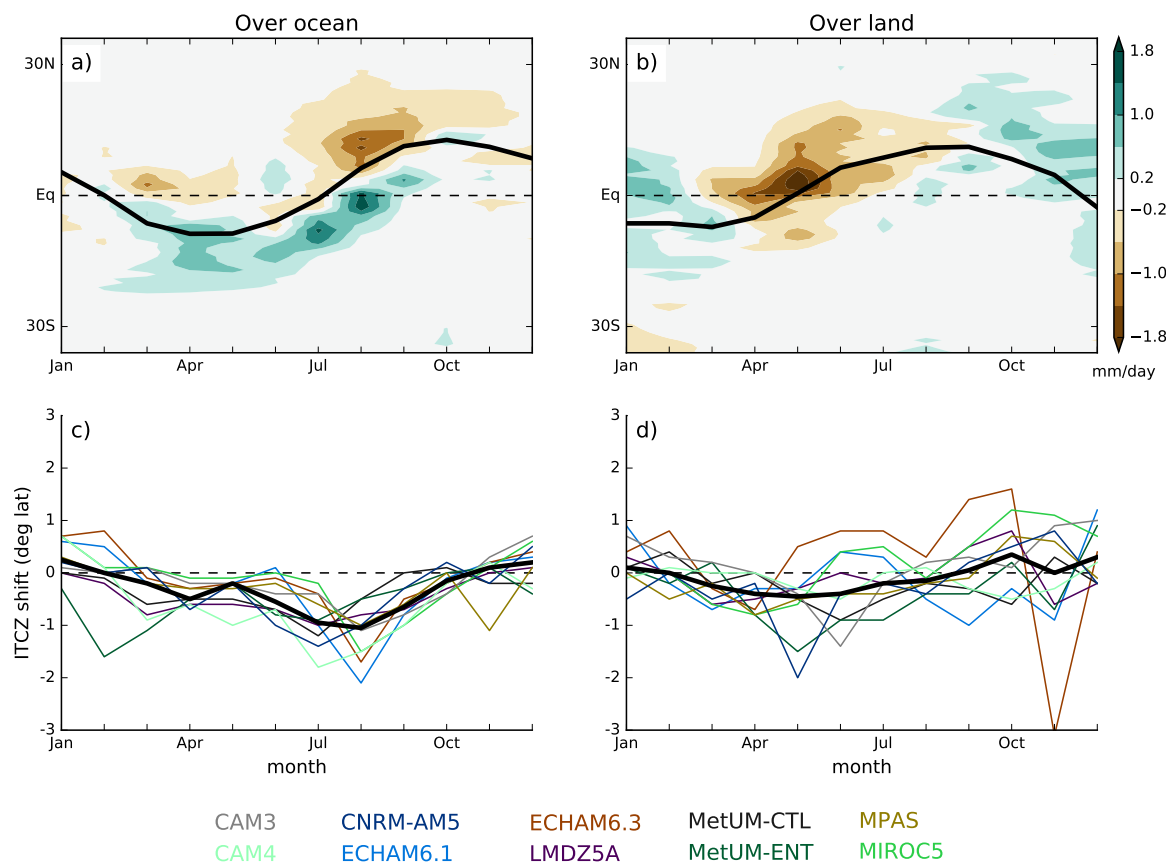 Over ocean
Over land
a)
b)
30N
Eq
30S
Jan
Apr
Jul
Oct
30N
Eq
30S
Jan
Apr
Jul
Oct
1.8
1.0
0.2
−0.2
−1.0
−1.8
mm/day
c)
d)
ITCZ shift (deg lat)
3
2
1
0
-1
-2
-3
Jan
Apr
Jul
Oct
month
3
2
1
0
-1
-2
-3
Jan
Apr
Jul
Oct
month
CAM3 CNRM-AM5 ECHAM6.3 MetUM-CTL MPAS
CAM4 ECHAM6.1 LMDZ5A MetUM-ENT MIROC5